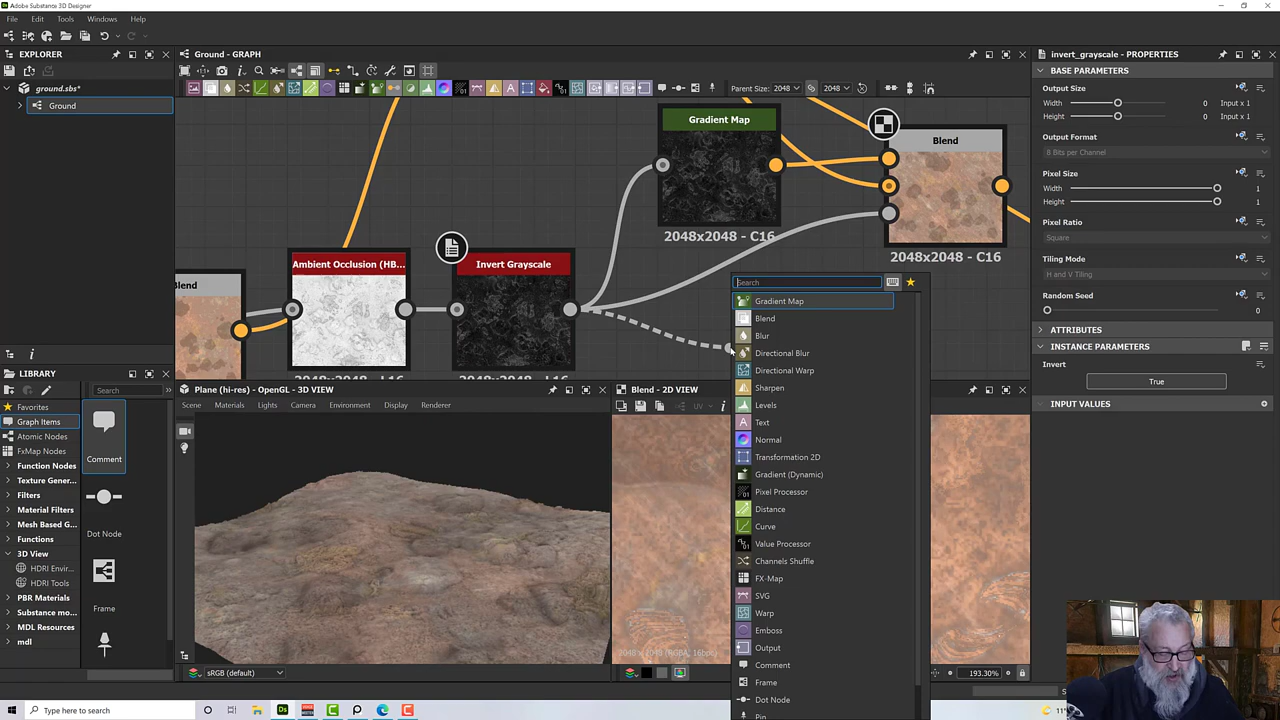 Adobe Substance 3D Designer
File Edit Tools Windows Help
EXPLORER
ground.sbs*
Ground
LIBRARY
Search
Favorites
Graph Items
Atomic Nodes
FxMap Nodes
Function Nodes
Texture Gener...
Filters
Material Filters
Mesh Based G...
Functions
3D View
HDRI Envir...
HDRI Tools
PBR Materials
Substance mo...
MDL Resources
mdl
Comment
Dot Node
Frame
Ground - GRAPH
Parent Size: 2048 2048
Gradient Map
2048x2048 - C16
Blend
2048x2048 - C16
Blend
Ambient Occlusion (HB...
Invert Grayscale
Search
Gradient Map
Blend
Blur
Directional Blur
Directional Warp
Sharpen
Levels
Text
Normal
Transformation 2D
Gradient (Dynamic)
Pixel Processor
Distance
Curve
Value Processor
Channels Shuffle
FX-Map
SVG
Warp
Emboss
Output
Comment
Frame
Dot Node
Pin
Plane (hi-res) - OpenGL - 3D VIEW
Scene Materials Lights Camera Environment Display Renderer
sRGB (default)
Blend - 2D VIEW
UV
193.30%
invert_grayscale - PROPERTIES
BASE PARAMETERS
Output Size
Width 0 Input x 1
Height 0 Input x 1
Output Format
8 Bits per Channel
Pixel Size
Width 1
Height 1
Pixel Ratio
Square
Tiling Mode
H and V Tiling
Random Seed
0
ATTRIBUTES
INSTANCE PARAMETERS
Invert
True
INPUT VALUES
Type here to search